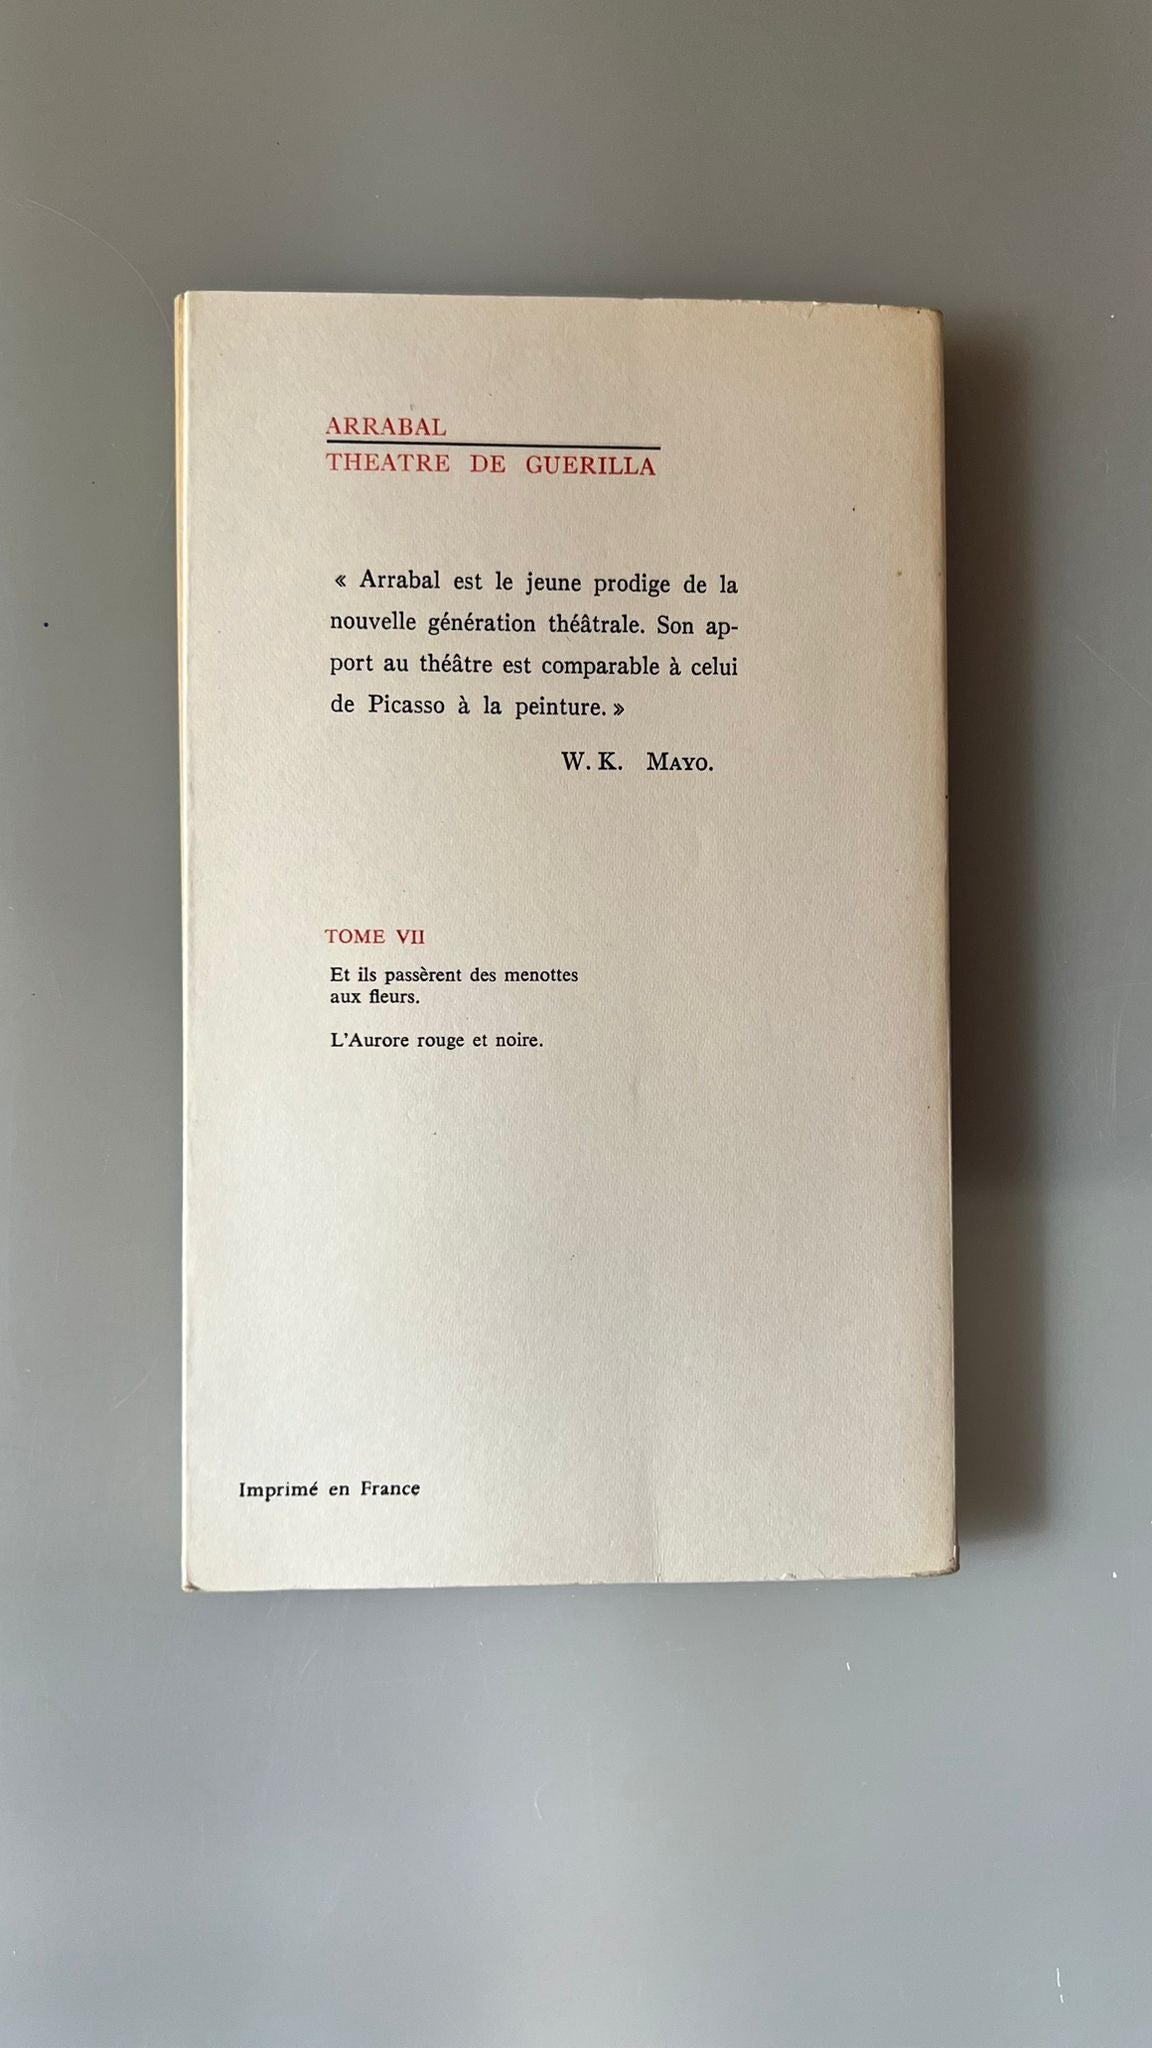 ARRABAL
THEATRE DE GUERILLA
« Arrabal est le jeune prodige de la
nouvelle génération théâtrale. Son ap-
port au théâtre est comparable à celui
de Picasso à la peinture. »
W. K. MAYO.
TOME VII
Et ils passèrent des menottes
aux fleurs.
L'Aurore rouge et noire.
Imprimé en France